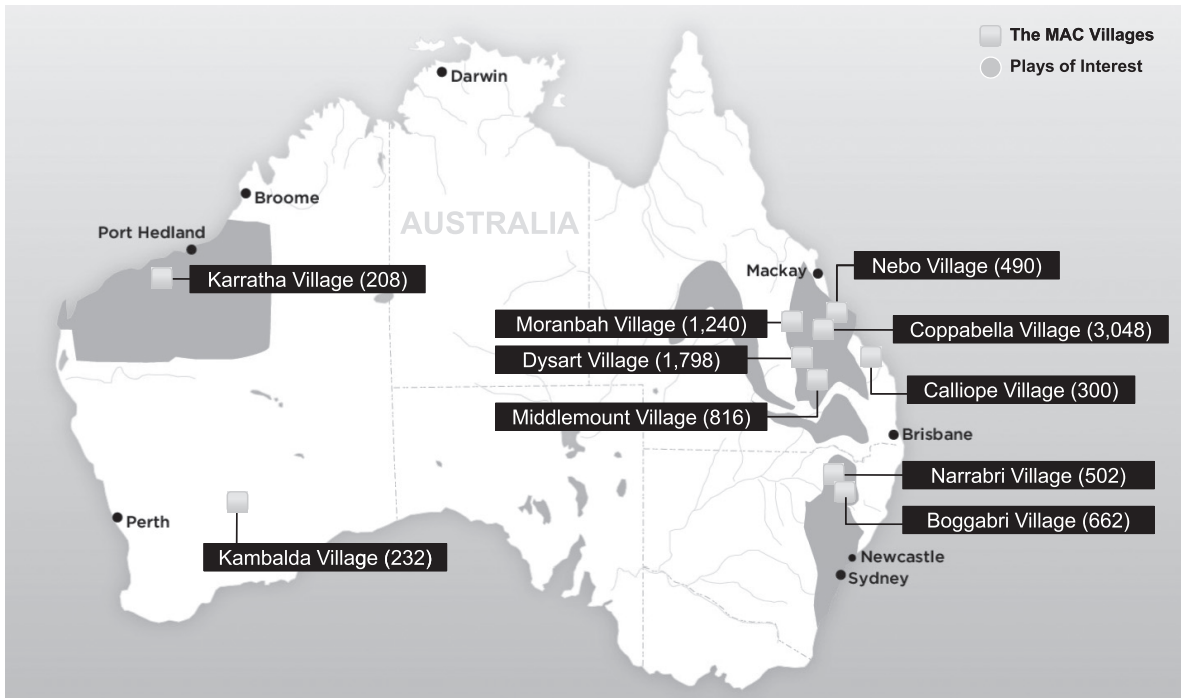 The MAC Villages
Plays of Interest
Darwin
Broome
AUSTRALIA
Port Hedland
Karratha Village (208)
Mackay
Nebo Village (490)
Moranbah Village (1,240)
Coppabella Village (3,048)
Dysart Village (1,798)
Calliope Village (300)
Middlemount Village (816)
Brisbane
Narrabri Village (502)
Boggabri Village (662)
Perth
Kambalda Village (232)
Newcastle
Sydney